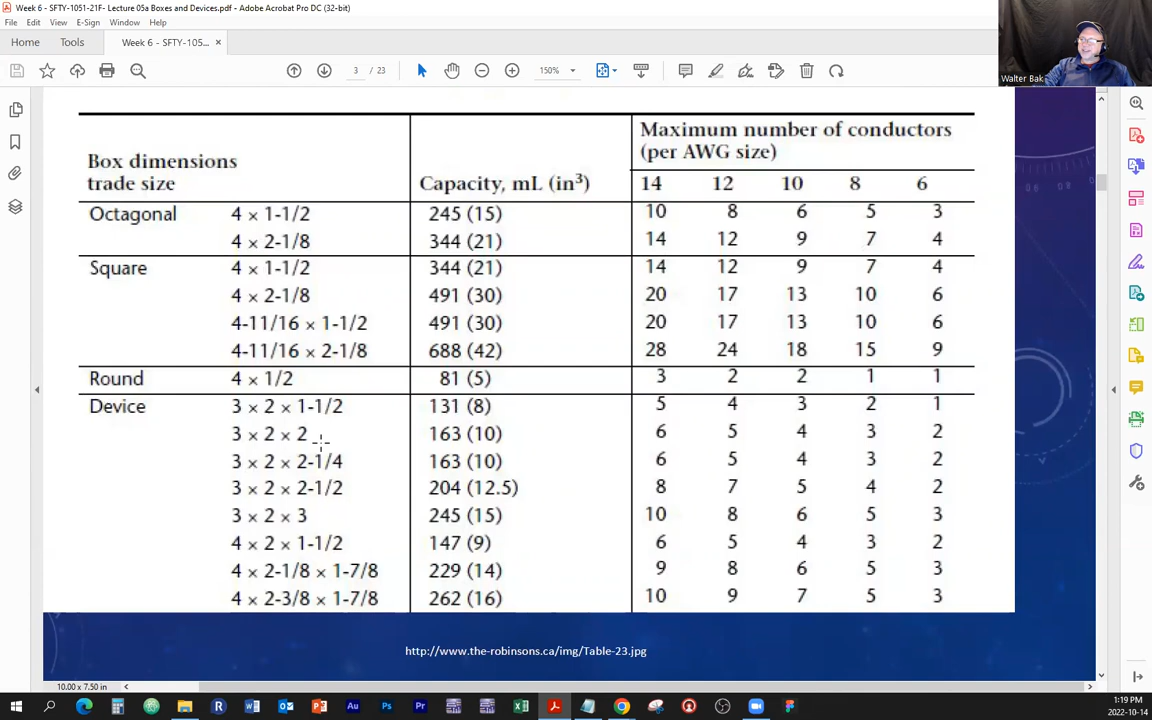 Week 6 - SFTY-1051-21F- Lecture 05a Boxes and Devices.pdf - Adobe Acrobat Pro DC (32-bit)
File Edit View E-Sign Window Help
Home Tools Week 6 - SFTY-105... ×
3 / 23 150%
Walter Bak
Box dimensions
trade size
Capacity, mL (in³)
Maximum number of conductors
(per AWG size)
14 12 10 8 6
Octagonal 4 × 1-1/2 245 (15) 10 8 6 5 3
4 × 2-1/8 344 (21) 14 12 9 7 4
Square 4 × 1-1/2 344 (21) 14 12 9 7 4
4 × 2-1/8 491 (30) 20 17 13 10 6
4-11/16 × 1-1/2 491 (30) 20 17 13 10 6
4-11/16 × 2-1/8 688 (42) 28 24 18 15 9
Round 4 × 1/2 81 (5) 3 2 2 1 1
Device 3 × 2 × 1-1/2 131 (8) 5 4 3 2 1
3 × 2 × 2 163 (10) 6 5 4 3 2
3 × 2 × 2-1/4 163 (10) 6 5 4 3 2
3 × 2 × 2-1/2 204 (12.5) 8 7 5 4 2
3 × 2 × 3 245 (15) 10 8 6 5 3
4 × 2 × 1-1/2 147 (9) 6 5 4 3 2
4 × 2-1/8 × 1-7/8 229 (14) 9 8 6 5 3
4 × 2-3/8 × 1-7/8 262 (16) 10 9 7 5 3
http://www.the-robinsons.ca/img/Table-23.jpg
10.00 x 7.50 in
1:19 PM
2022-10-14